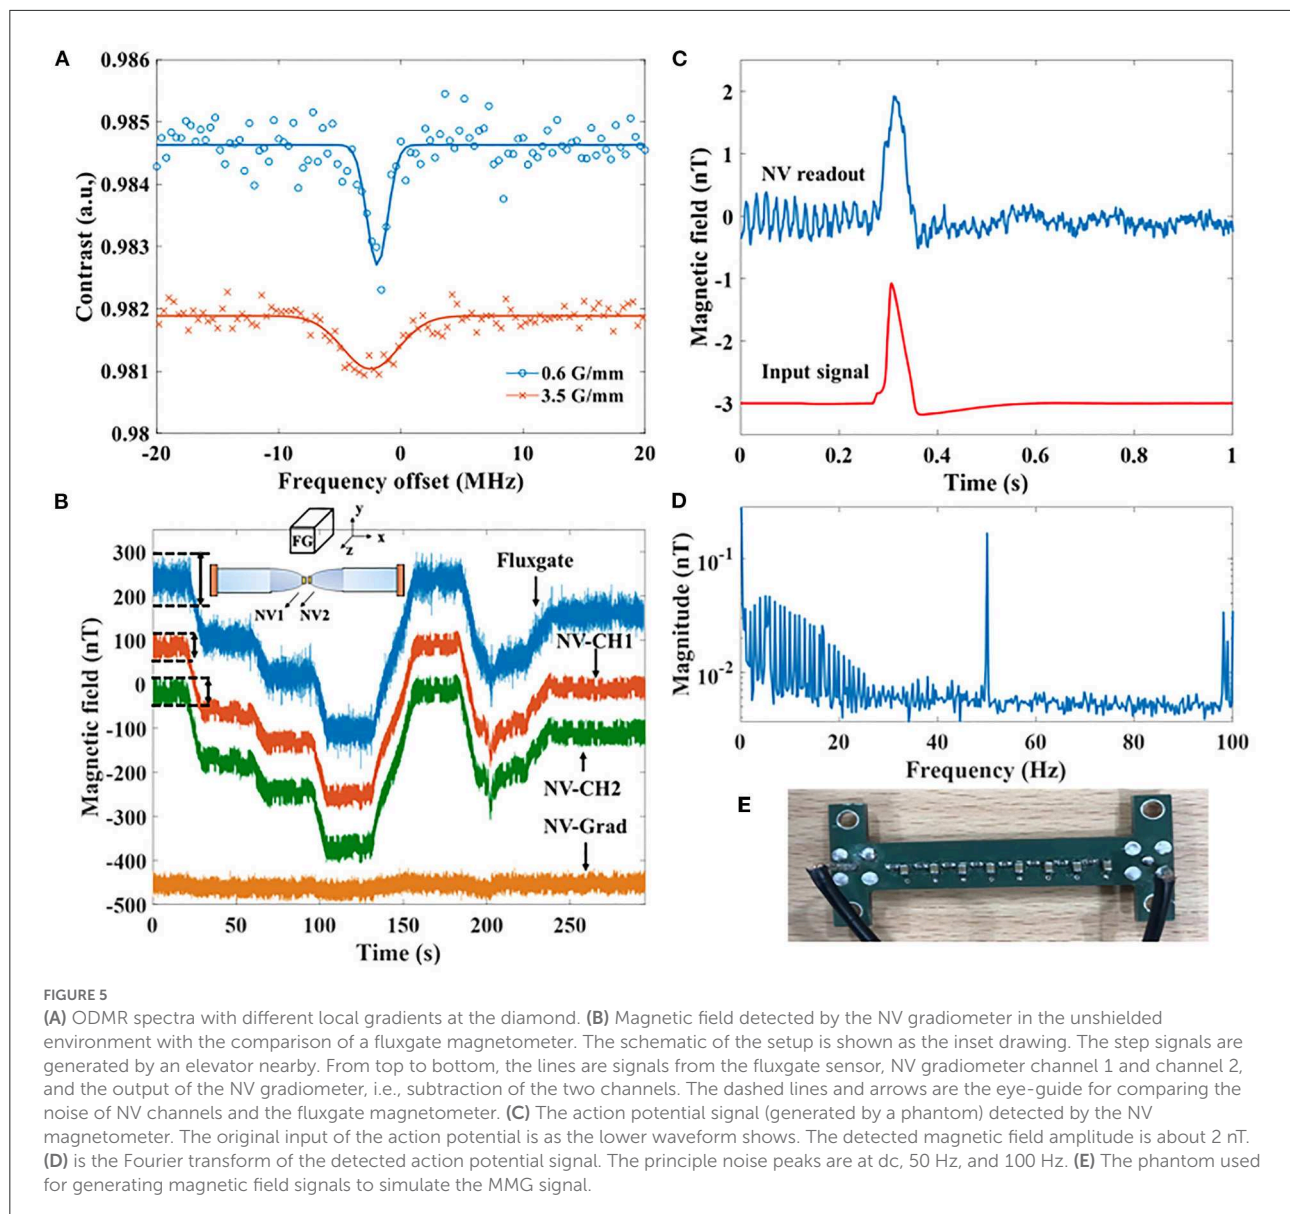 A
0.986
0.985
0.984
0.983
0.982
0.981
0.98
Contrast (a.u,)
0.6 G/mm
3.5 G/mm
-20
-10
0
10
20
Frequency offset (MHz)
C
2
1
0
-1
-2
-3
Magnetic field (nT)
NV readout
Input signal
0
0.2
0.4
0.6
0.8
1
Time (s)
B
300
200
100
0
-100
-200
-300
-400
-500
Magnetic field (nT)
FG
y
x
z
NV1
NV2
Fluxgate
NV-CH1
NV-CH2
NV-Grad
0
50
100
150
200
250
Time (s)
D
10-1
10-2
Magnitude (nT)
0
20
40
60
80
100
Frequency (Hz)
E
FIGURE 5
(A) ODMR spectra with different local gradients at the diamond. (B) Magnetic field detected by the NV gradiometer in the unshielded
environment with the comparison of a fluxgate magnetometer. The schematic of the setup is shown as the inset drawing. The step signals are
generated by an elevator nearby. From top to bottom, the lines are signals from the fluxgate sensor, NV gradiometer channel 1 and channel 2,
and the output of the NV gradiometer, i.e., subtraction of the two channels. The dashed lines and arrows are the eye-guide for comparing the
noise of NV channels and the fluxgate magnetometer. (C) The action potential signal (generated by a phantom) detected by the NV
magnetometer. The original input of the action potential is as the lower waveform shows. The detected magnetic field amplitude is about 2 nT.
(D) is the Fourier transform of the detected action potential signal. The principle noise peaks are at dc, 50 Hz, and 100 Hz. (E) The phantom used
for generating magnetic field signals to simulate the MMG signal.